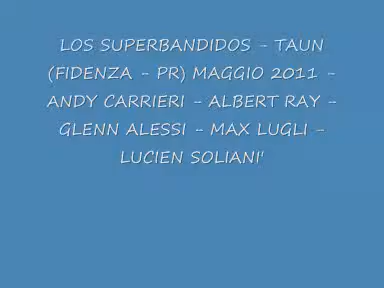 LOS SUPERBANDIDOS - TAUN
(FIDENZA - PR) MAGGIO 2011 -
ANDY CARRIERI - ALBERT RAY -
GLENN ALESSI - MAX LUGLI -
LUCIEN SOLIANI'